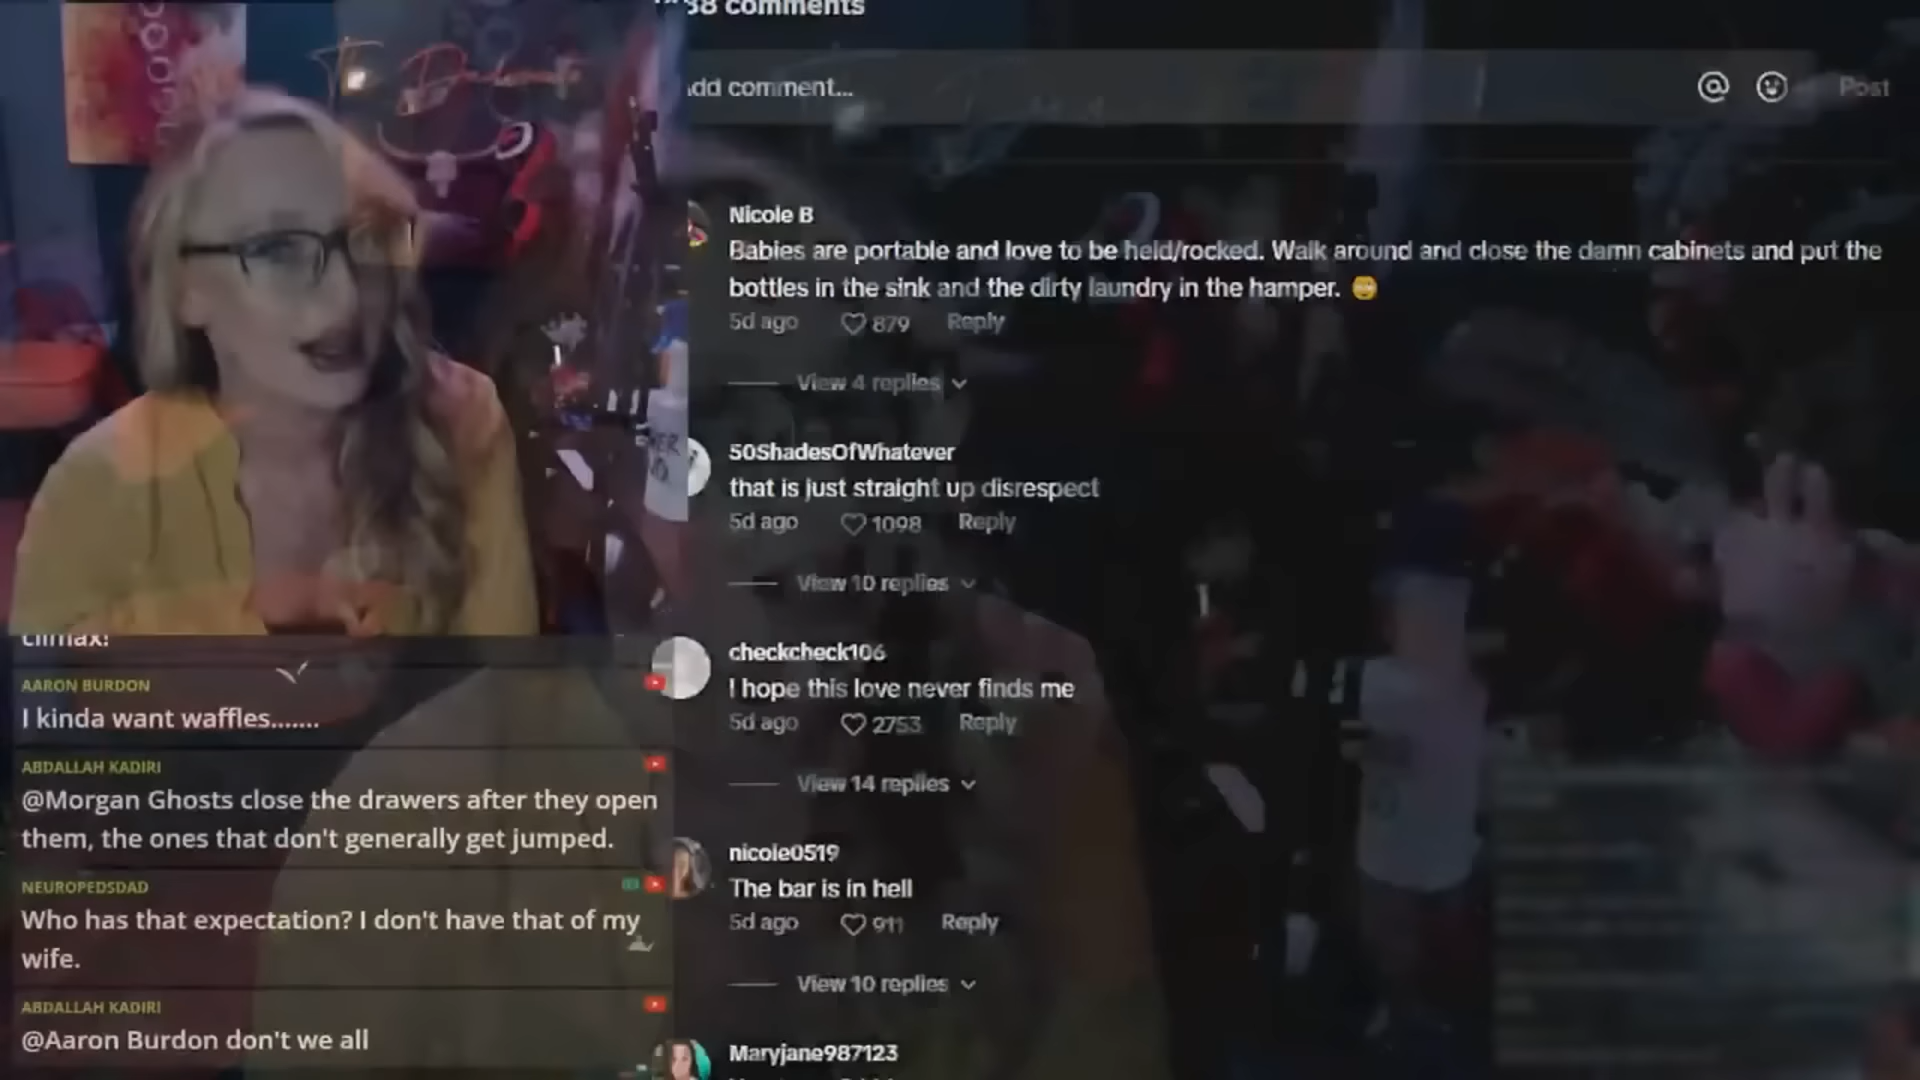 38 comments
Add comment...
Post
Nicole B
Babies are portable and love to be held/rocked. Walk around and close the damn cabinets and put the
bottles in the sink and the dirty laundry in the hamper. 😁
5d ago 879 Reply
View 4 replies
50ShadesOfWhatever
that is just straight up disrespect
5d ago 1098 Reply
View 10 replies
checkcheck106
I hope this love never finds me
5d ago 2753 Reply
View 14 replies
nicole0519
The bar is in hell
5d ago 911 Reply
View 10 replies
Maryjane987123
climax!
AARON BURDON
I kinda want waffles.......
ABDALLAH KADIRI
@Morgan Ghosts close the drawers after they open
them, the ones that don't generally get jumped.
NEUROPEDSDAD
Who has that expectation? I don't have that of my
wife.
ABDALLAH KADIRI
@Aaron Burdon don't we all